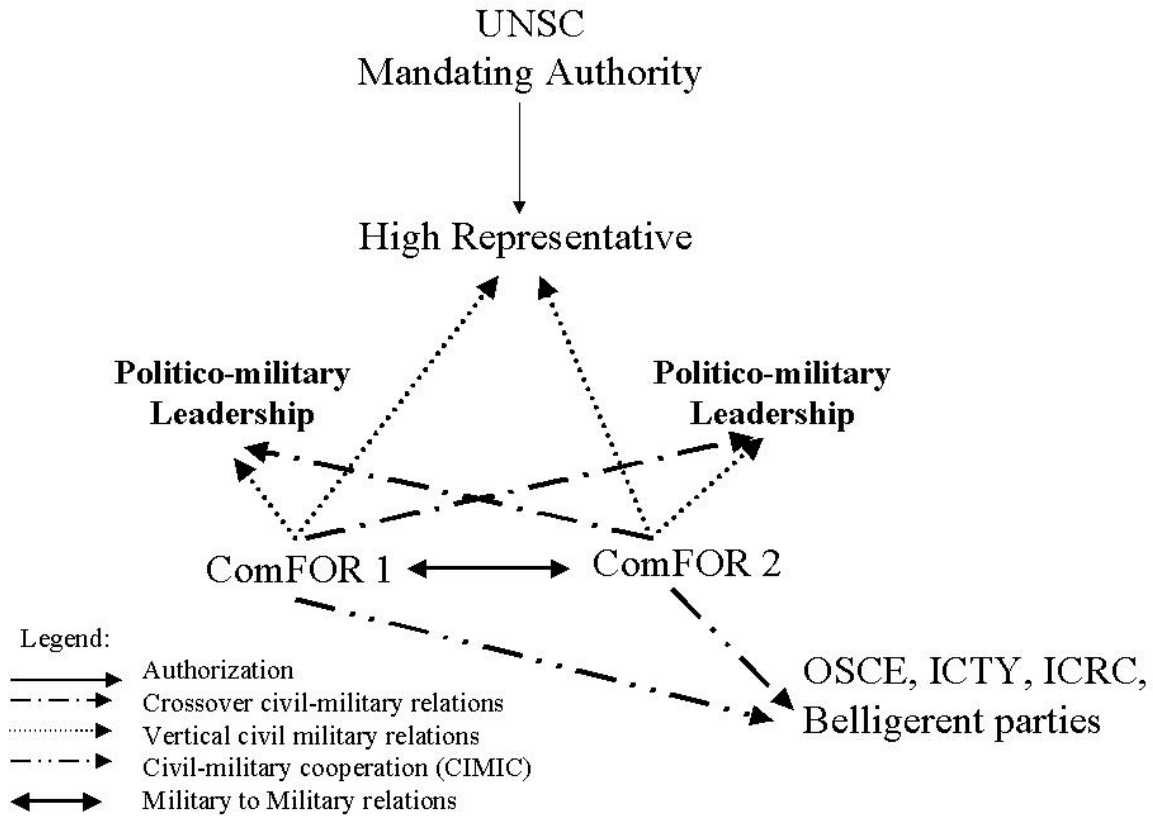 UNSC
Mandating Authority
High Representative
Politico-military
Leadership
Politico-military
Leadership
ComFOR 1
ComFOR 2
OSCE, ICTY, ICRC,
Belligerent parties
Legend:
Authorization
Crossover civil-military relations
Vertical civil military relations
Civil-military cooperation (CIMIC)
Military to Military relations